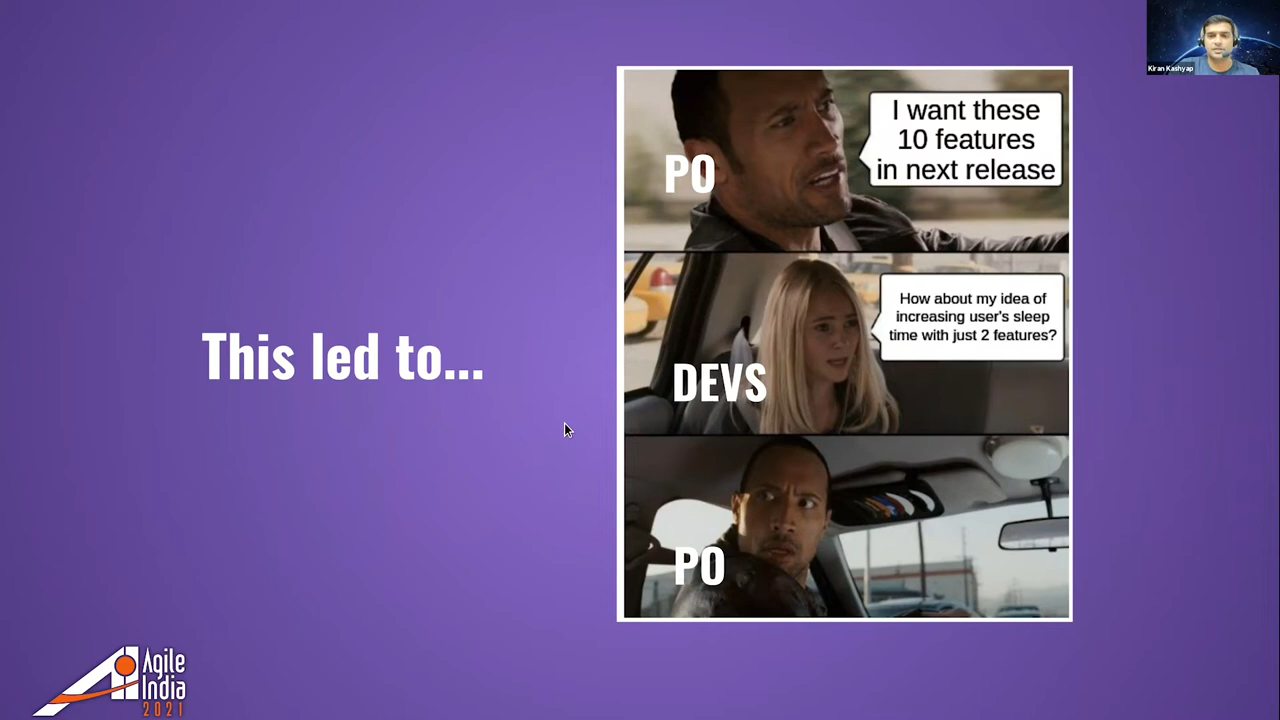 Kiran Kashyap
I want these
10 features
in next release
PO
How about my idea of
increasing user's sleep
time with just 2 features?
This led to...
DEVS
PO
Agile
India
2021